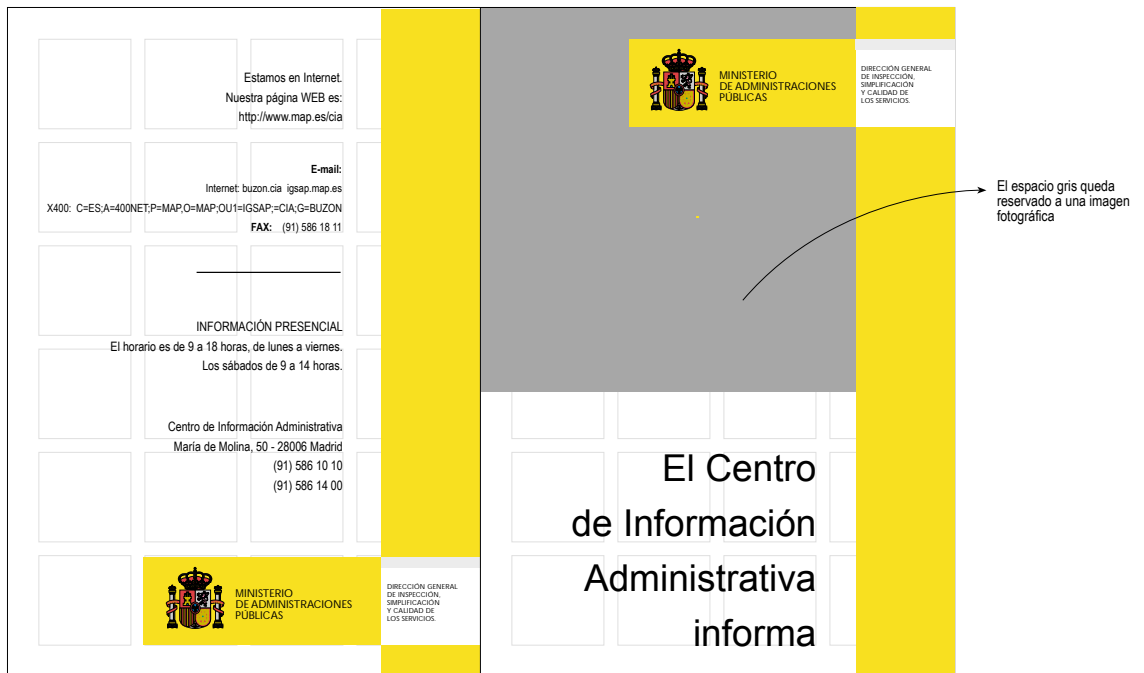 Estamos en Internet.
Nuestra página WEB es:
http://www.map.es/cia
E-mail:
Internet: buzon.cia igsap.map.es
X400: C=ES;A=400NET;P=MAP,O=MAP;OU1=IGSAP;=CIA;G=BUZON
FAX: (91) 586 18 11
INFORMACIÓN PRESENCIAL
El horario es de 9 a 18 horas, de lunes a viernes.
Los sábados de 9 a 14 horas.
Centro de Información Administrativa
María de Molina, 50 - 28006 Madrid
(91) 586 10 10
(91) 586 14 00
MINISTERIO
DE ADMINISTRACIONES
PÚBLICAS
DIRECCIÓN GENERAL
DE INSPECCIÓN,
SIMPLIFICACIÓN
Y CALIDAD DE
LOS SERVICIOS.
MINISTERIO
DE ADMINISTRACIONES
PÚBLICAS
DIRECCIÓN GENERAL
DE INSPECCIÓN,
SIMPLIFICACIÓN
Y CALIDAD DE
LOS SERVICIOS.
El Centro
de Información
Administrativa
informa
El espacio gris queda
reservado a una imagen
fotográfica